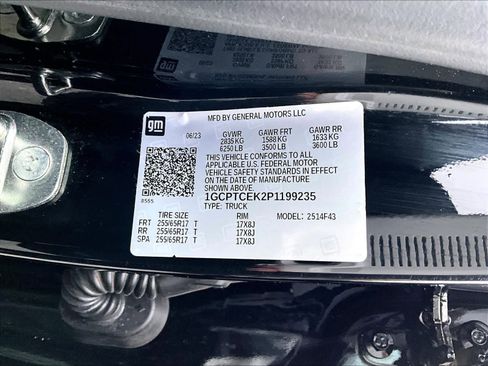 gm
MFD BY GENERAL MOTORS LLC
06/23 GVWR GAWR FRT GAWR RR
2835 KG 1588 KG 1633 KG
6250 LB 3500 LB 3600 LB
THIS VEHICLE CONFORMS TO ALL
APPLICABLE U.S. FEDERAL MOTOR
VEHICLE SAFETY STANDARDS IN EFFECT
ON THE DATE OF MANUFACTURE SHOWN ABOVE.
1GCPTCEK2P1199235
8555 TYPE: TRUCK
TIRE SIZE RIM MODEL: 2514F43
FRT 255/65R17 T 17X8J
RR 255/65R17 T 17X8J
SPA 255/65R17 T 17X8J